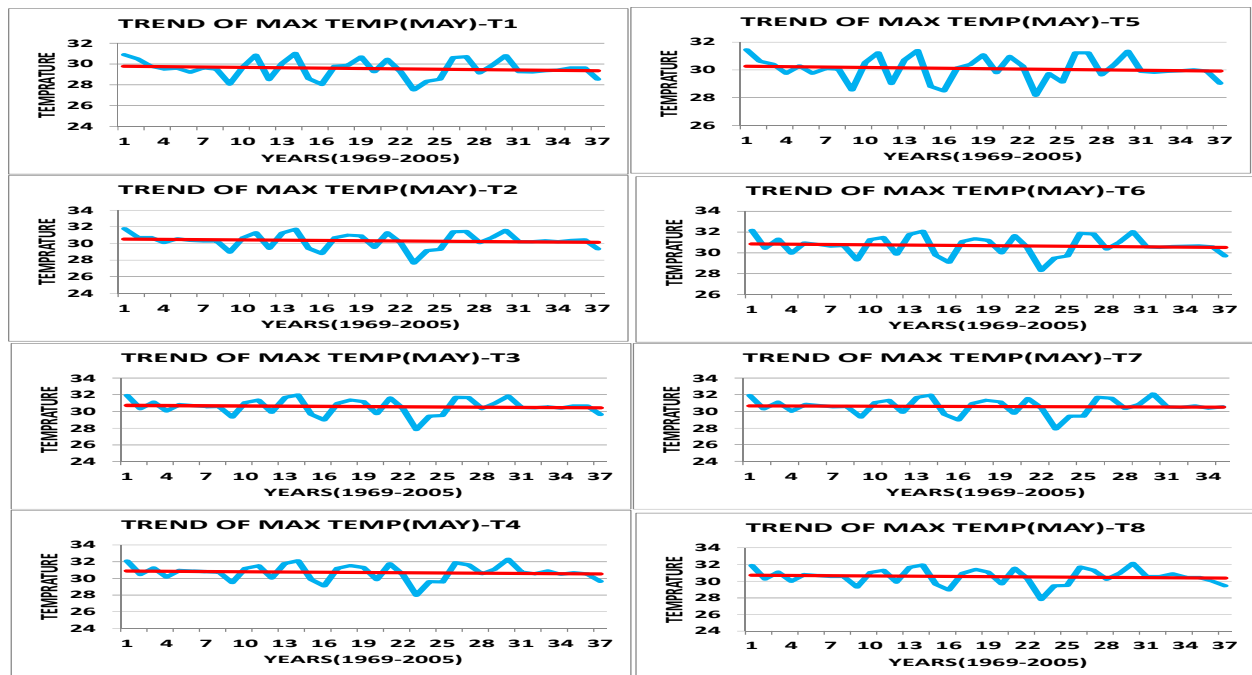 TREND OF MAX TEMP(MAY)-T1
TEMPRATURE
32
30
28
26
24
1 4 7 10 13 16 19 22 25 28 31 34 37
YEARS(1969-2005)
TREND OF MAX TEMP(MAY)-T5
TEMPRATURE
32
30
28
26
1 4 7 10 13 16 19 22 25 28 31 34 37
YEARS(1969-2005)
TREND OF MAX TEMP(MAY)-T2
TEMPRATURE
34
32
30
28
26
24
1 4 7 10 13 16 19 22 25 28 31 34 37
YEARS(1969-2005)
TREND OF MAX TEMP(MAY)-T6
TEMPRATURE
34
32
30
28
26
1 4 7 10 13 16 19 22 25 28 31 34 37
YEARS(1969-2005)
TREND OF MAX TEMP(MAY)-T3
TEMPRATURE
34
32
30
28
26
24
1 4 7 10 13 16 19 22 25 28 31 34 37
YEARS(1969-2005)
TREND OF MAX TEMP(MAY)-T7
TEMPRATURE
34
32
30
28
26
24
1 4 7 10 13 16 19 22 25 28 31 34
YEARS(1969-2005)
TREND OF MAX TEMP(MAY)-T4
TEMPRATURE
34
32
30
28
26
24
1 4 7 10 13 16 19 22 25 28 31 34 37
YEARS(1969-2005)
TREND OF MAX TEMP(MAY)-T8
TEMPRATURE
34
32
30
28
26
24
1 4 7 10 13 16 19 22 25 28 31 34 37
YEARS(1969-2005)